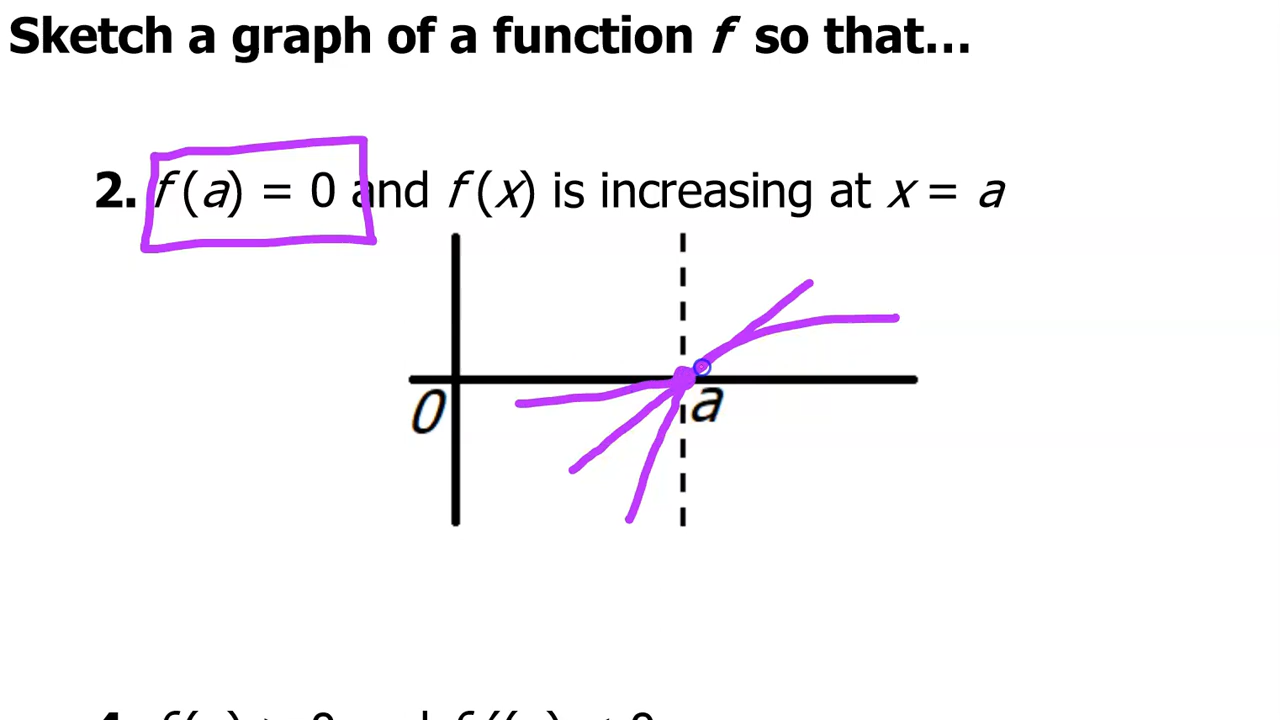 Sketch a graph of a function f so that...
2. f(a) = 0 and f(x) is increasing at x = a
0
a